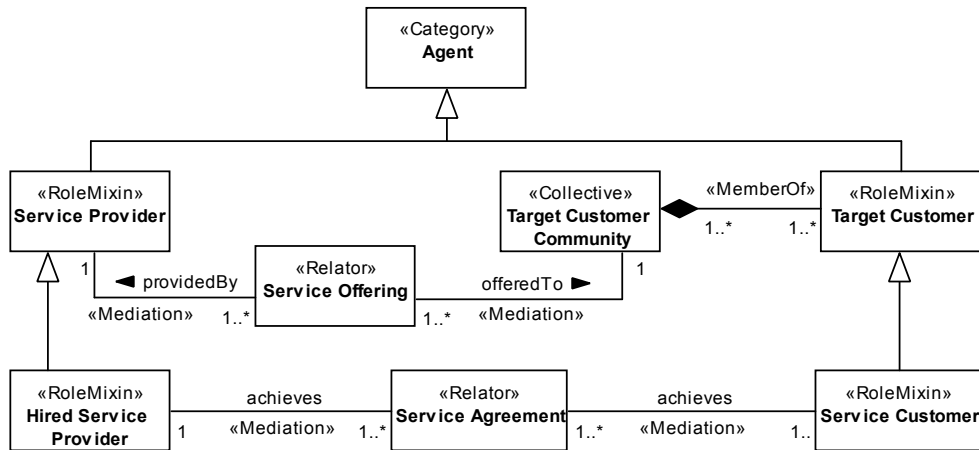 «Category»
Agent
«RoleMixin»
Service Provider
«Collective»
Target Customer
Community
«MemberOf»
1..*
1..*
«RoleMixin»
Target Customer
1
providedBy
«Mediation»
1..*
«Relator»
Service Offering
offeredTo
1..*
«Mediation»
1
«RoleMixin»
Hired Service
Provider
achieves
1
«Mediation»
1..*
«Relator»
Service Agreement
achieves
1..*
«Mediation»
1..
«RoleMixin»
Service Customer